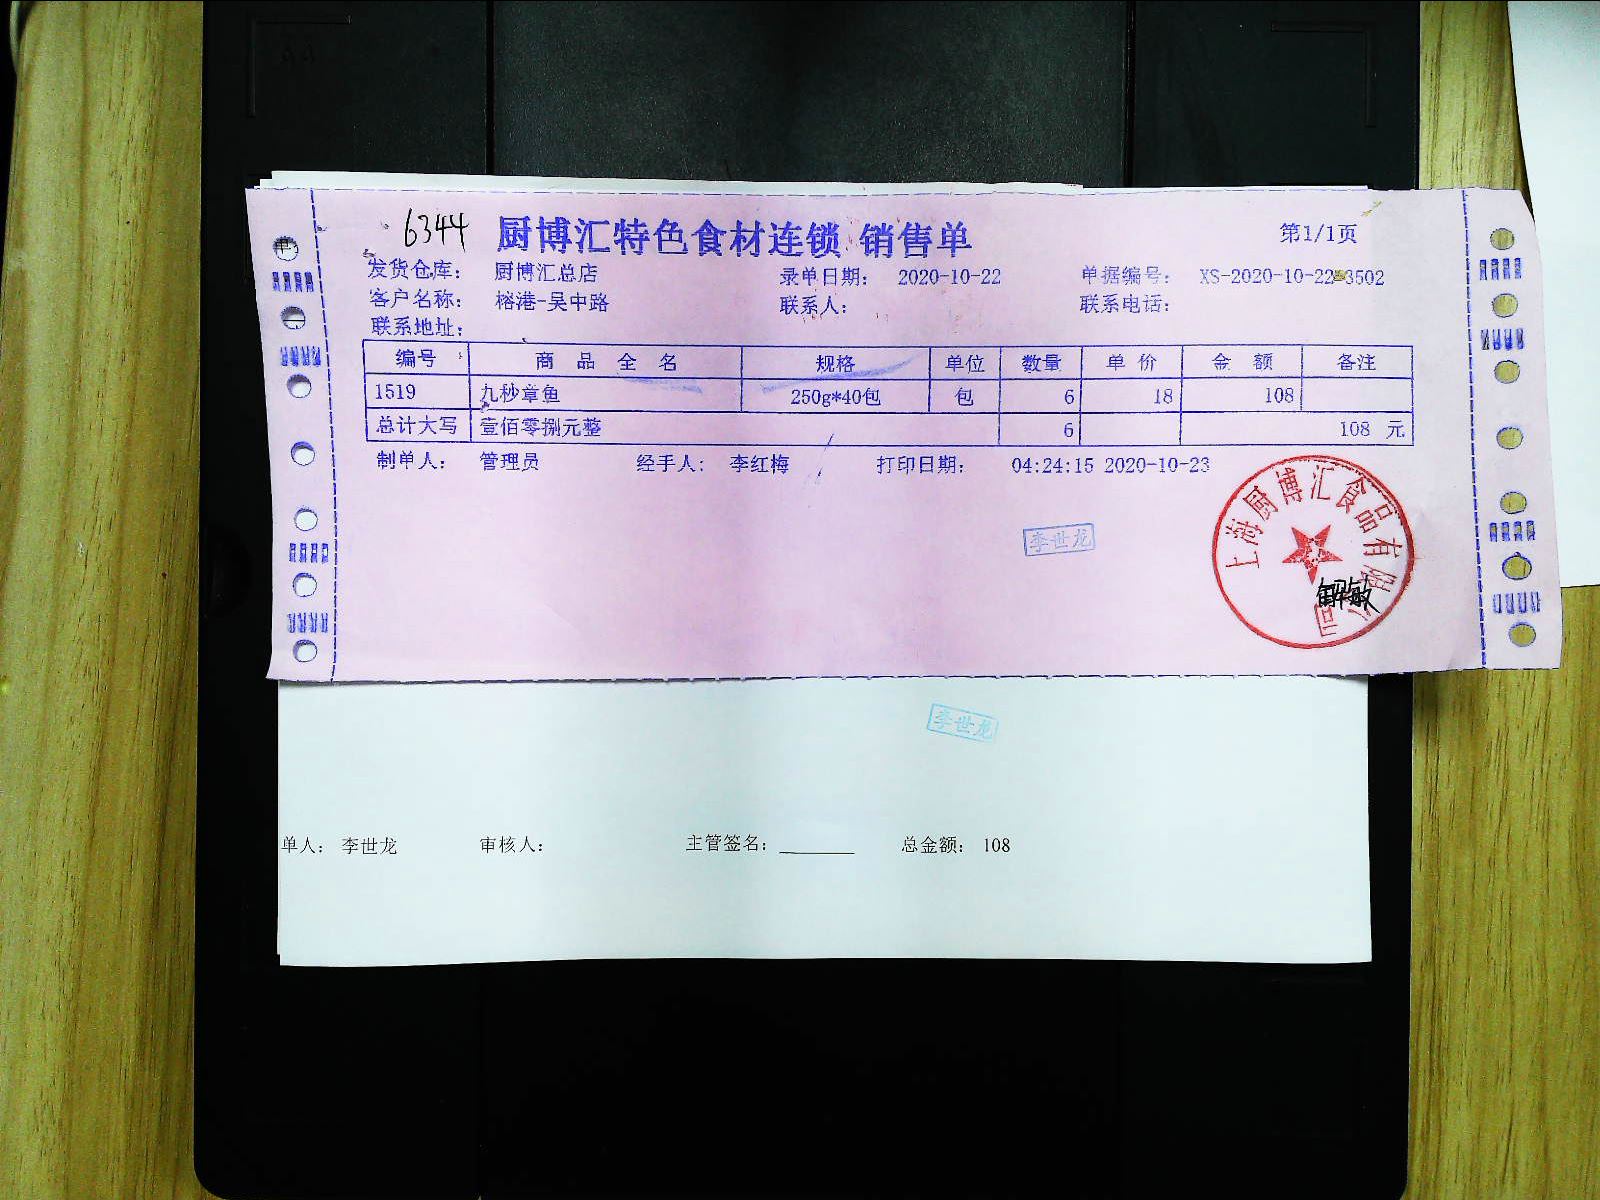 6344 厨博汇特色食材连锁 销售单 第1/1页
发货仓库： 厨博汇总店 录单日期： 2020-10-22 单据编号： XS-2020-10-22-3502
客户名称： 榕港-吴中路 联系人： 联系电话：
联系地址：
编号 商品全名 规格 单位 数量 单价 金额 备注
1519 九秒章鱼 250g*40包 包 6 18 108
总计大写 壹佰零捌元整 6 108 元
制单人： 管理员 经手人： 李红梅 打印日期： 04:24:15 2020-10-23
上海厨博汇食品有限公司
李世龙
李世龙
单人： 李世龙 审核人： 主管签名： 总金额： 108